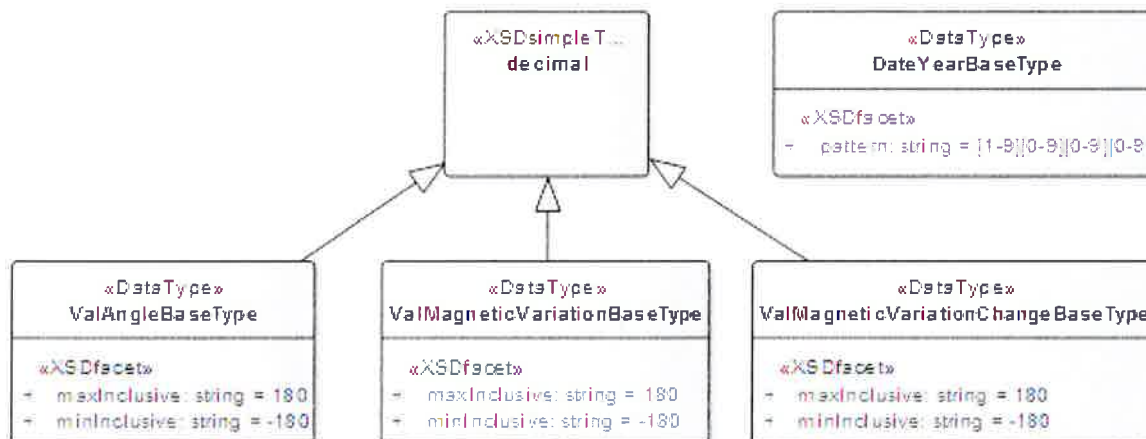 «XSDsimpleT...
decimal
«DataType»
DateYearBaseType
«XSDfacet»
+ pattern: string = [1-9][0-9][0-9][0-9
«DataType»
ValAngleBaseType
«XSDfacet»
+ maxInclusive: string = 180
+ minInclusive: string = -180
«DataType»
ValMagneticVariationBaseType
«XSDfacet»
+ maxInclusive: string = 180
+ minInclusive: string = -180
«DataType»
ValMagneticVariationChangeBaseType
«XSDfacet»
+ maxInclusive: string = 180
+ minInclusive: string = -180